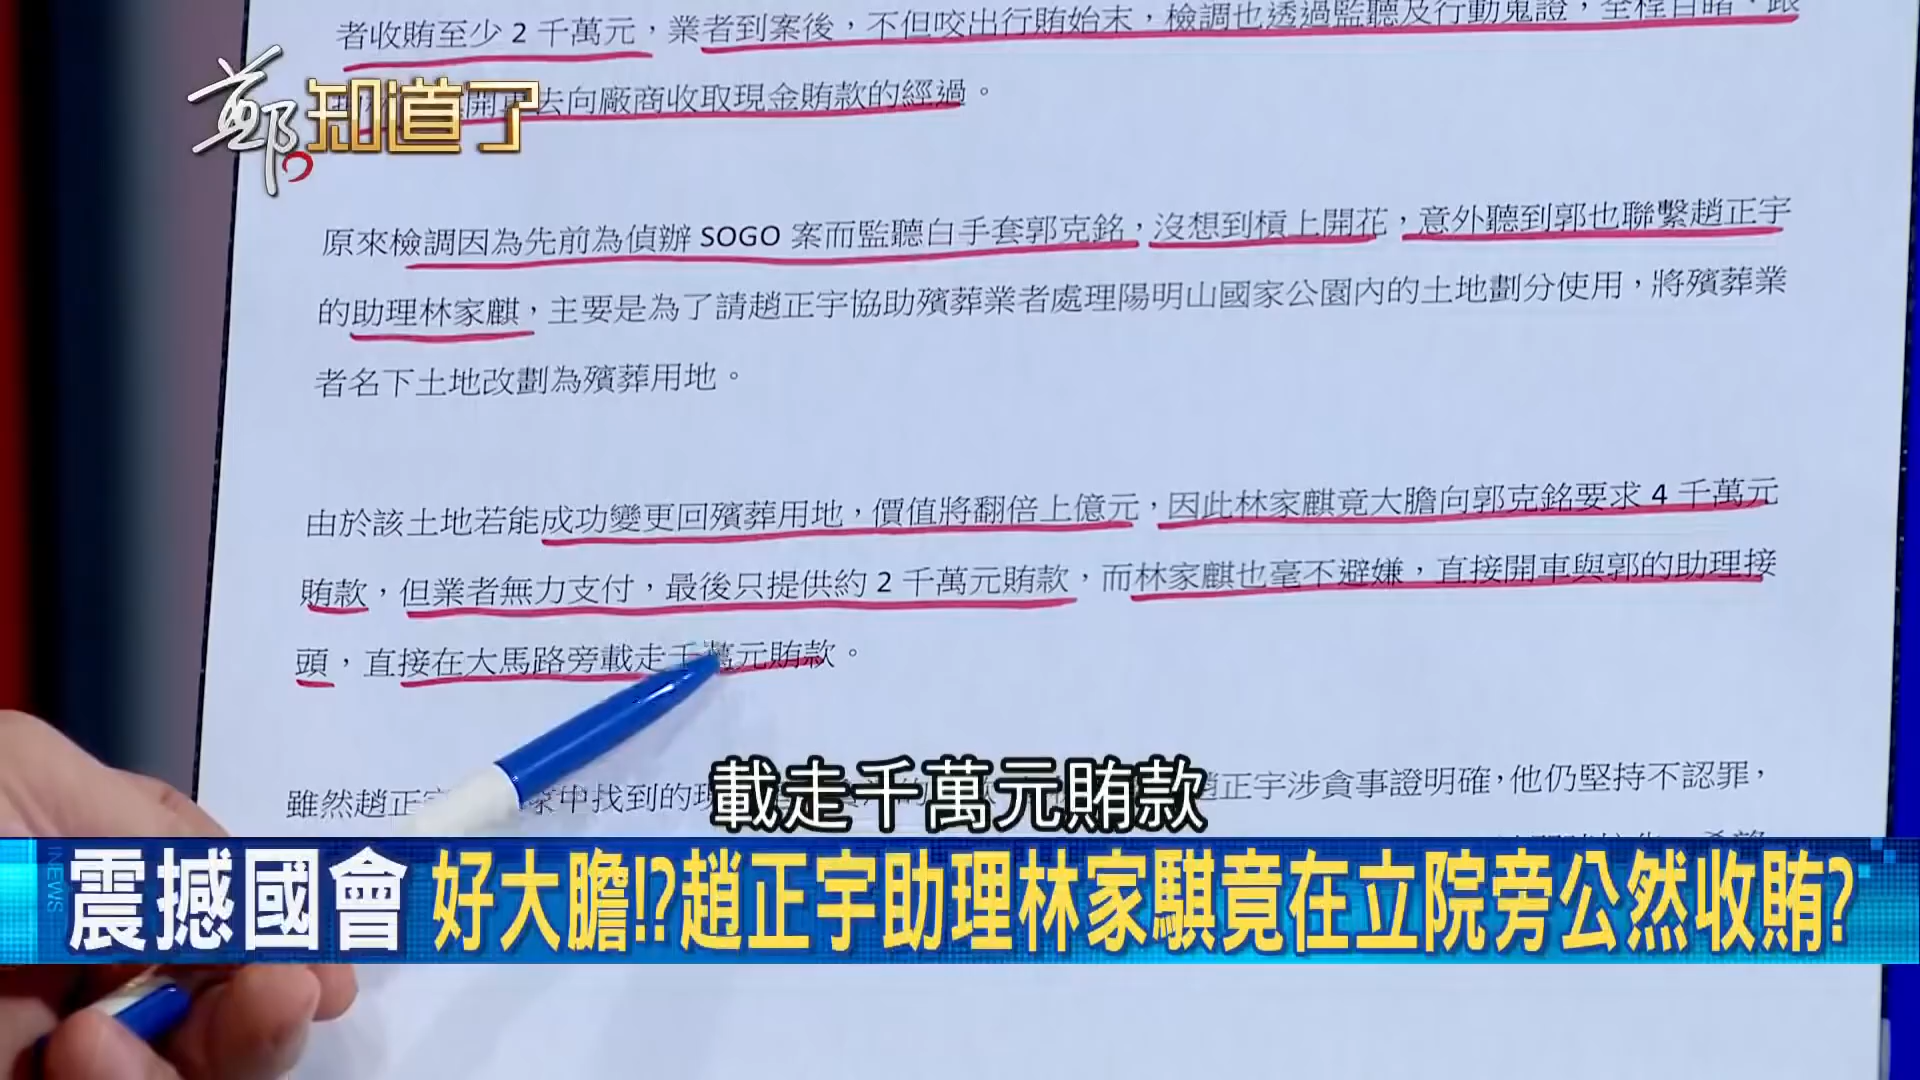 者收賄至少 2 千萬元，業者到案後，不但咬出行賄始末，檢調也透過監聽及行動蒐證，全程目睹、跟
鄭知道了
去向廠商收取現金賄款的經過。
原來檢調因為先前為偵辦 SOGO 案而監聽白手套郭克銘，沒想到槓上開花，意外聽到郭也聯繫趙正宇
的助理林家麒，主要是為了請趙正宇協助殯葬業者處理陽明山國家公園內的土地劃分使用，將殯葬業
者名下土地改劃為殯葬用地。
由於該土地若能成功變更回殯葬用地，價值將翻倍上億元，因此林家麒竟大膽向郭克銘要求 4 千萬元
賄款，但業者無力支付，最後只提供約 2 千萬元賄款，而林家麒也毫不避嫌，直接開車與郭的助理接
頭，直接在大馬路旁載走千萬元賄款。
雖然趙正 家中找到的現 趙正宇涉貪事證明確，他仍堅持不認罪，
載走千萬元賄款
INEWS
震撼國會
好大膽!?趙正宇助理林家騏竟在立院旁公然收賄?